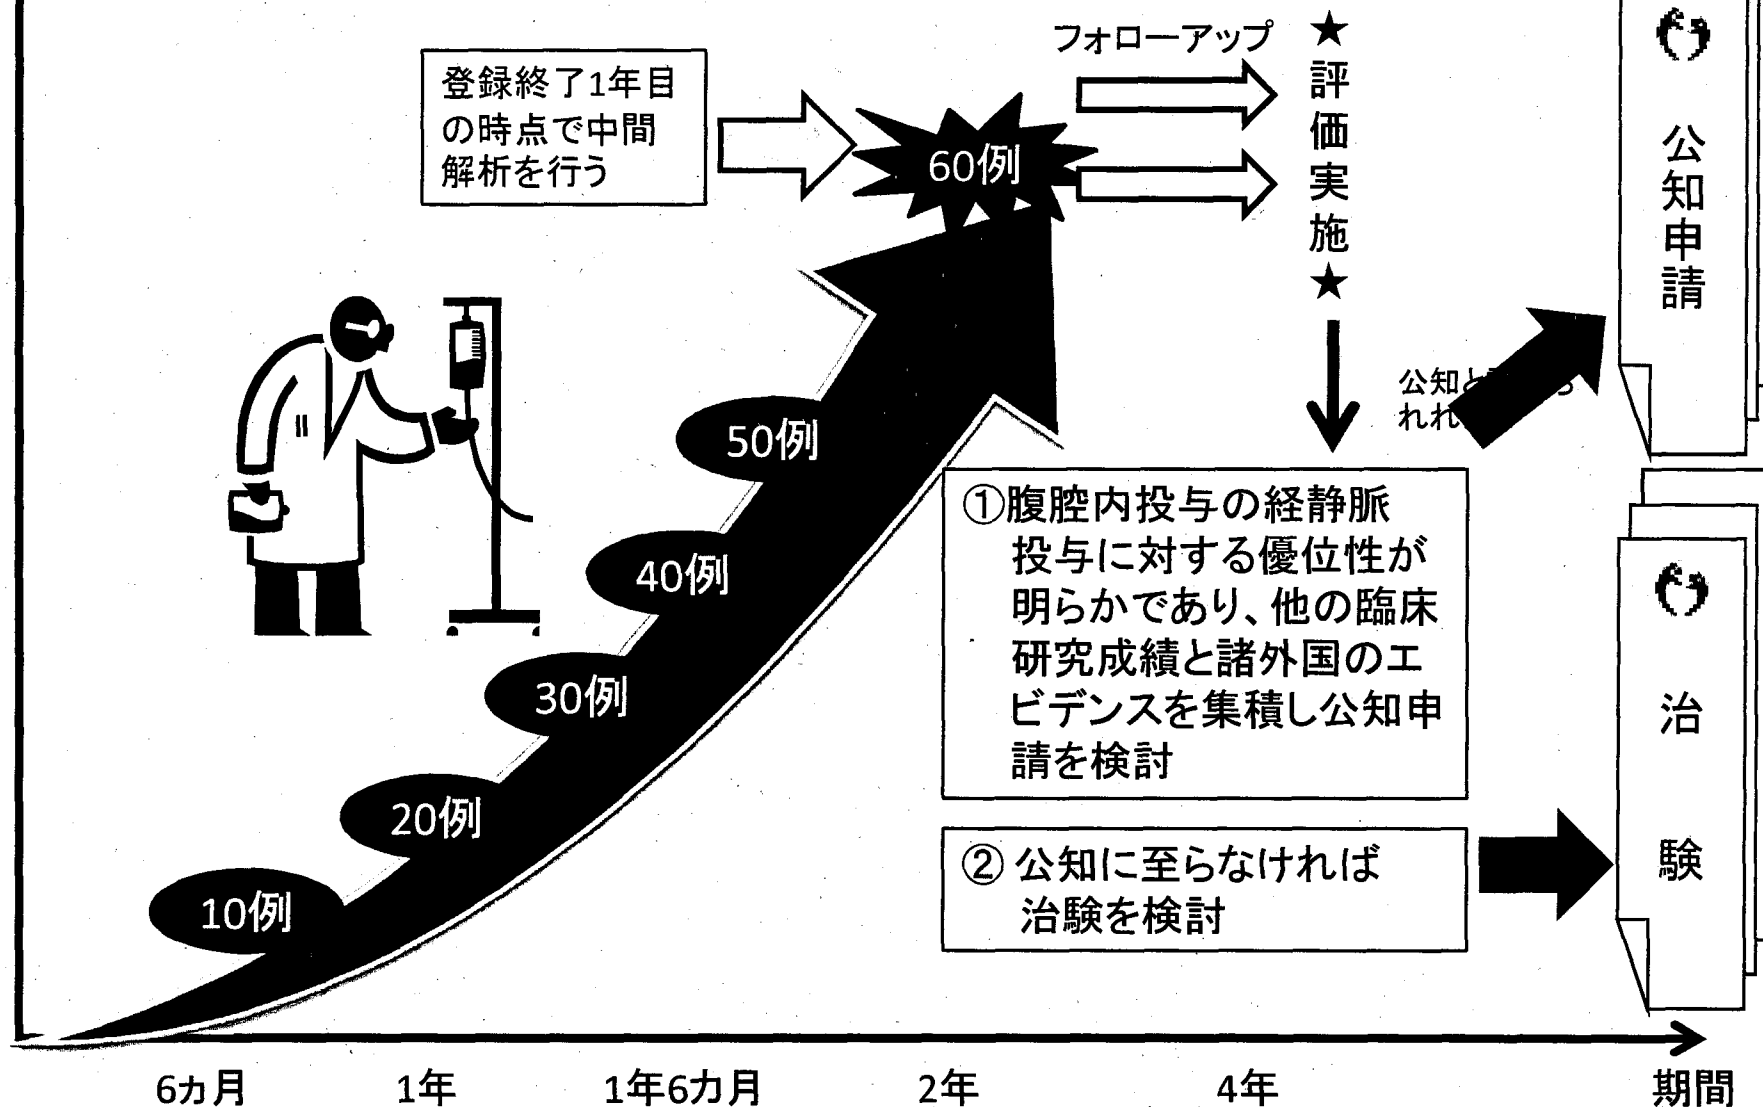 フォローアップ
★評価実施★
登録終了1年目
の時点で中間
解析を行う
60例
50例
40例
30例
20例
10例
公知と
れれ
①腹腔内投与の経静脈
投与に対する優位性が
明らかであり、他の臨床
研究成績と諸外国のエ
ビデンスを集積し公知申
請を検討
② 公知に至らなければ
治験を検討
公知申請
治験
6カ月
1年
1年6カ月
2年
4年
期間